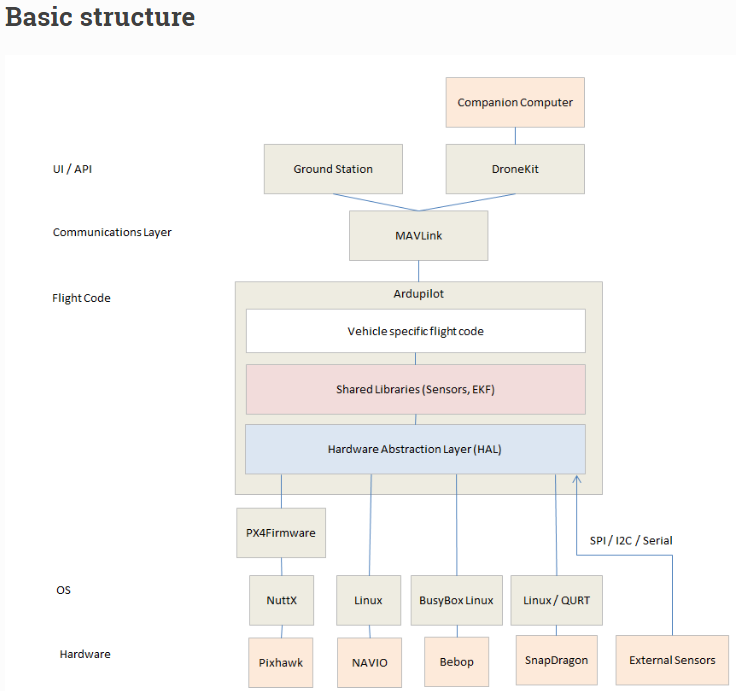 Basic structure
Companion Computer
UI / API
Ground Station
DroneKit
Communications Layer
MAVLink
Flight Code
Ardupilot
Vehicle specific flight code
Shared Libraries (Sensors, EKF)
Hardware Abstraction Layer (HAL)
PX4Firmware
SPI / I2C / Serial
OS
NuttX
Linux
BusyBox Linux
Linux / QURT
Hardware
Pixhawk
NAVIO
Bebop
SnapDragon
External Sensors